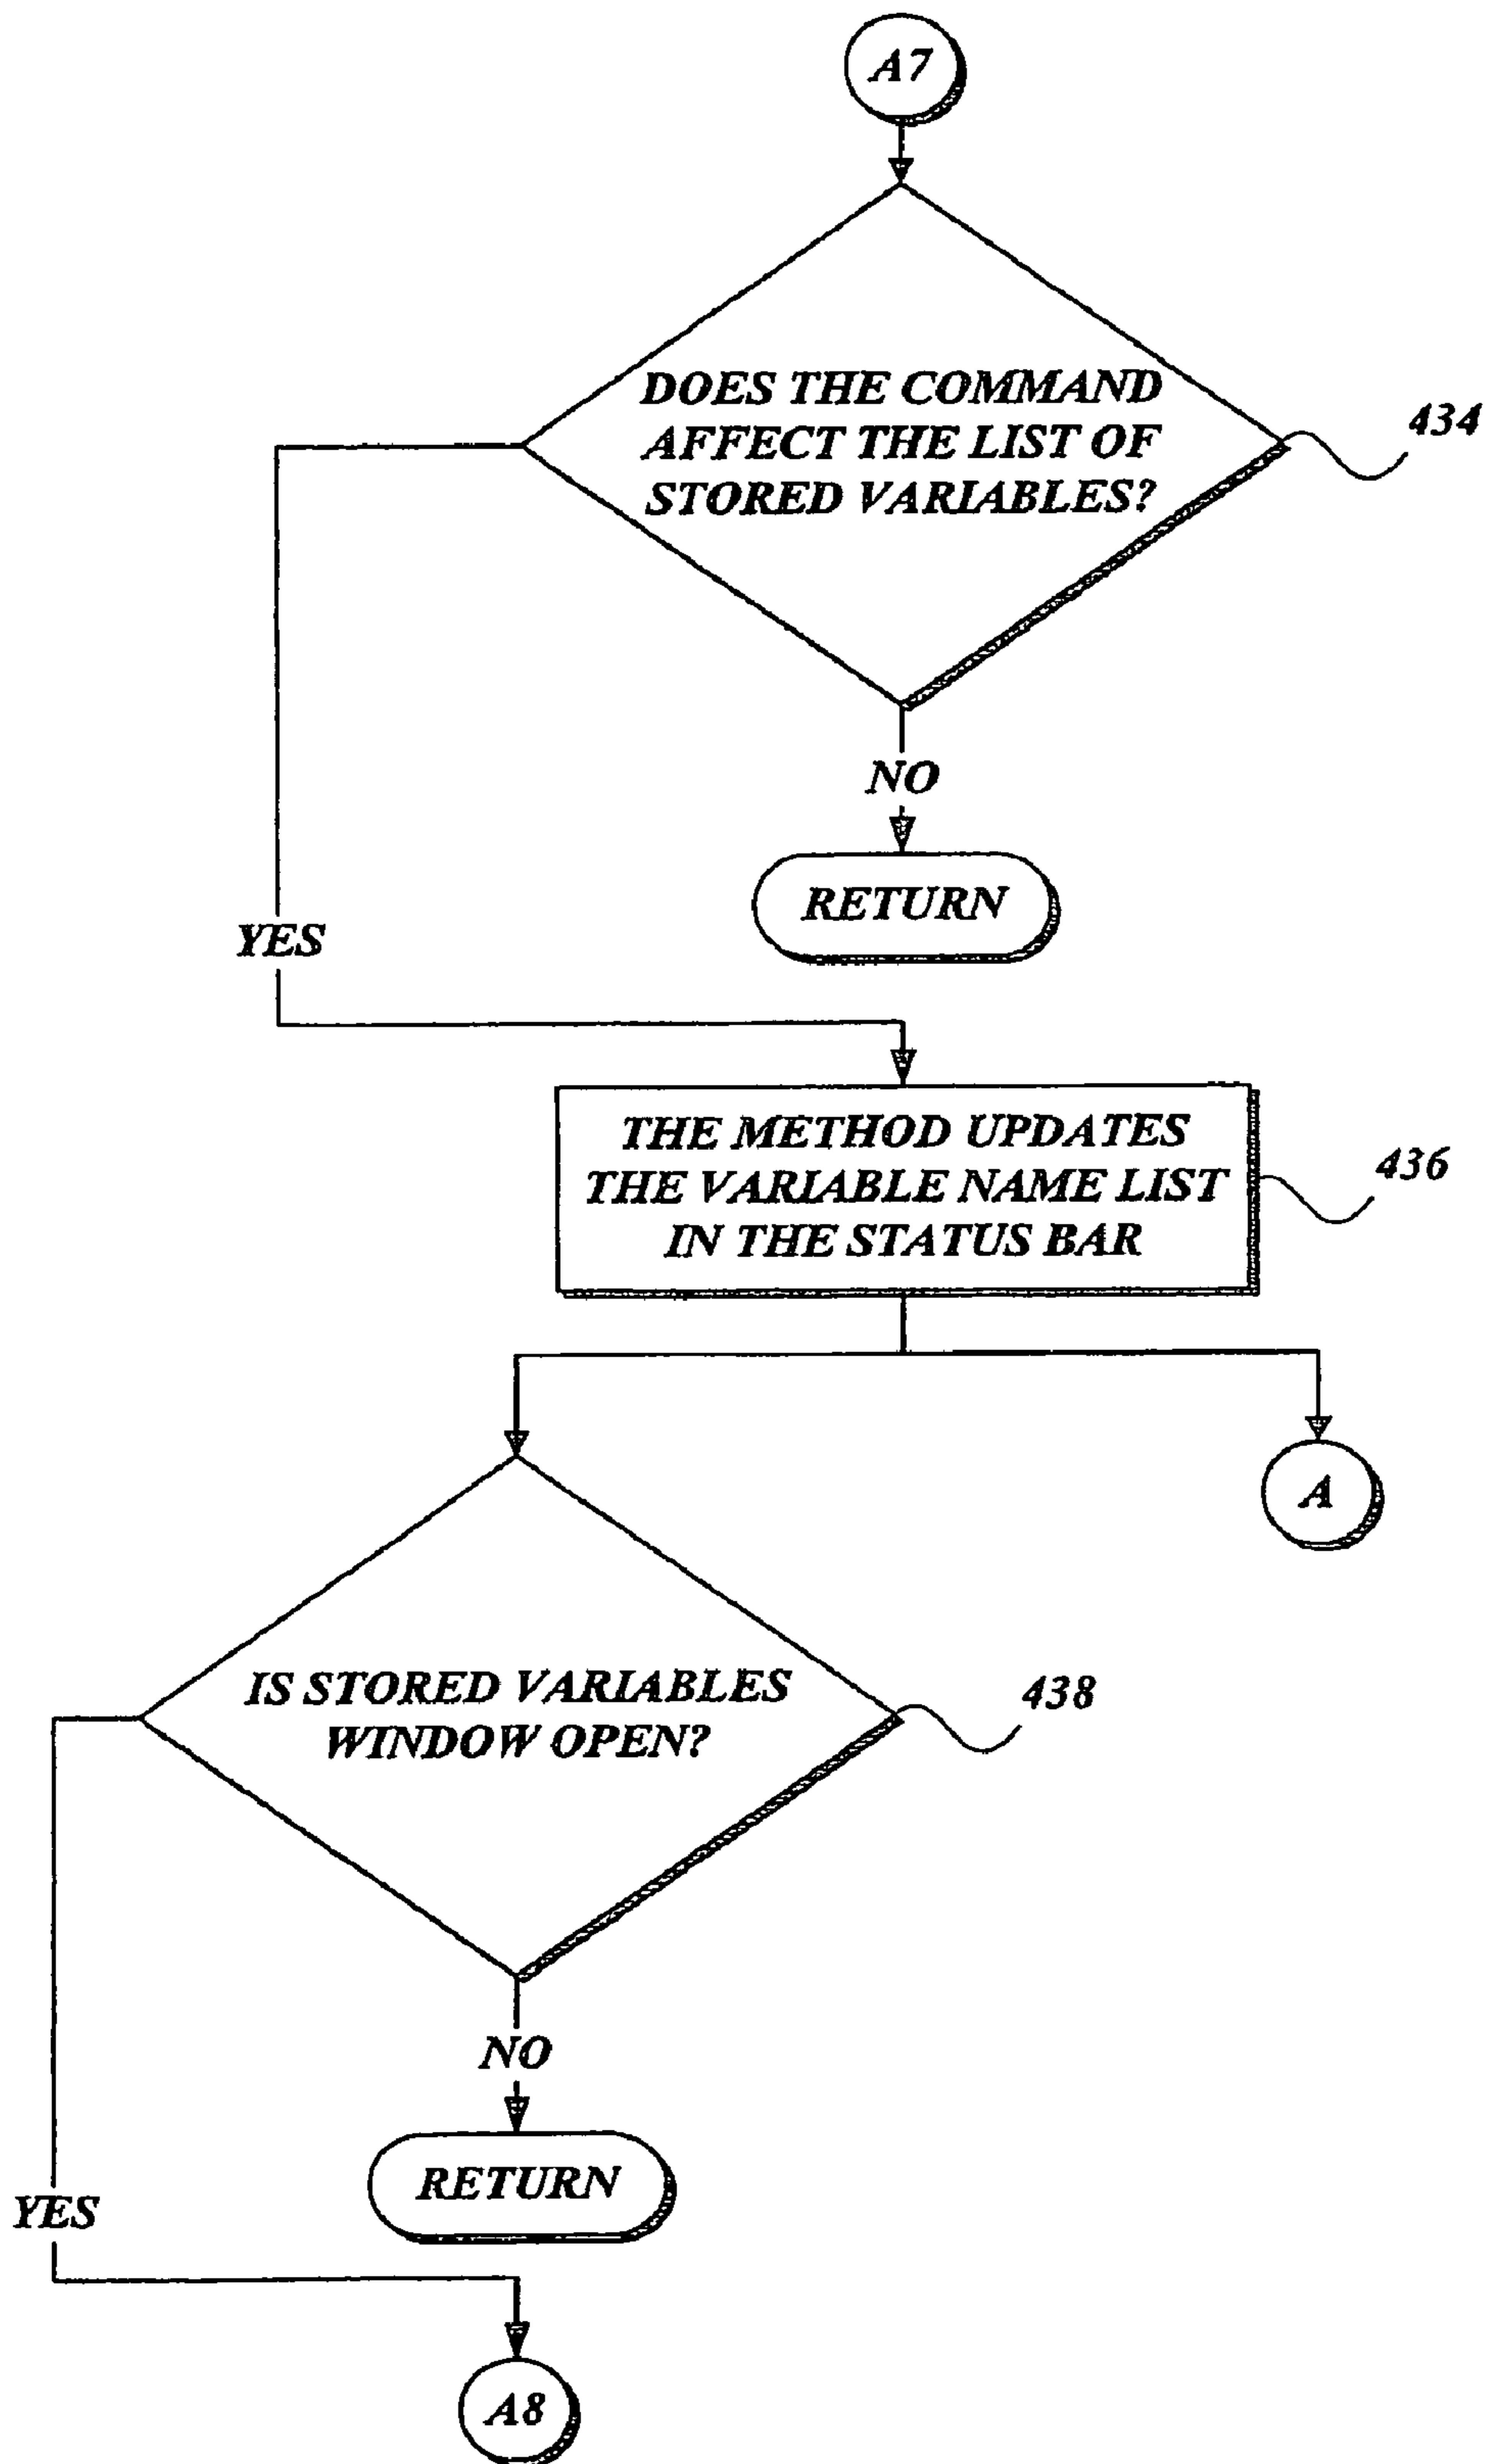 A7
DOES THE COMMAND
AFFECT THE LIST OF
STORED VARIABLES?
434
NO
RETURN
YES
THE METHOD UPDATES
THE VARIABLE NAME LIST
IN THE STATUS BAR
436
A
IS STORED VARIABLES
WINDOW OPEN?
438
NO
RETURN
YES
A8